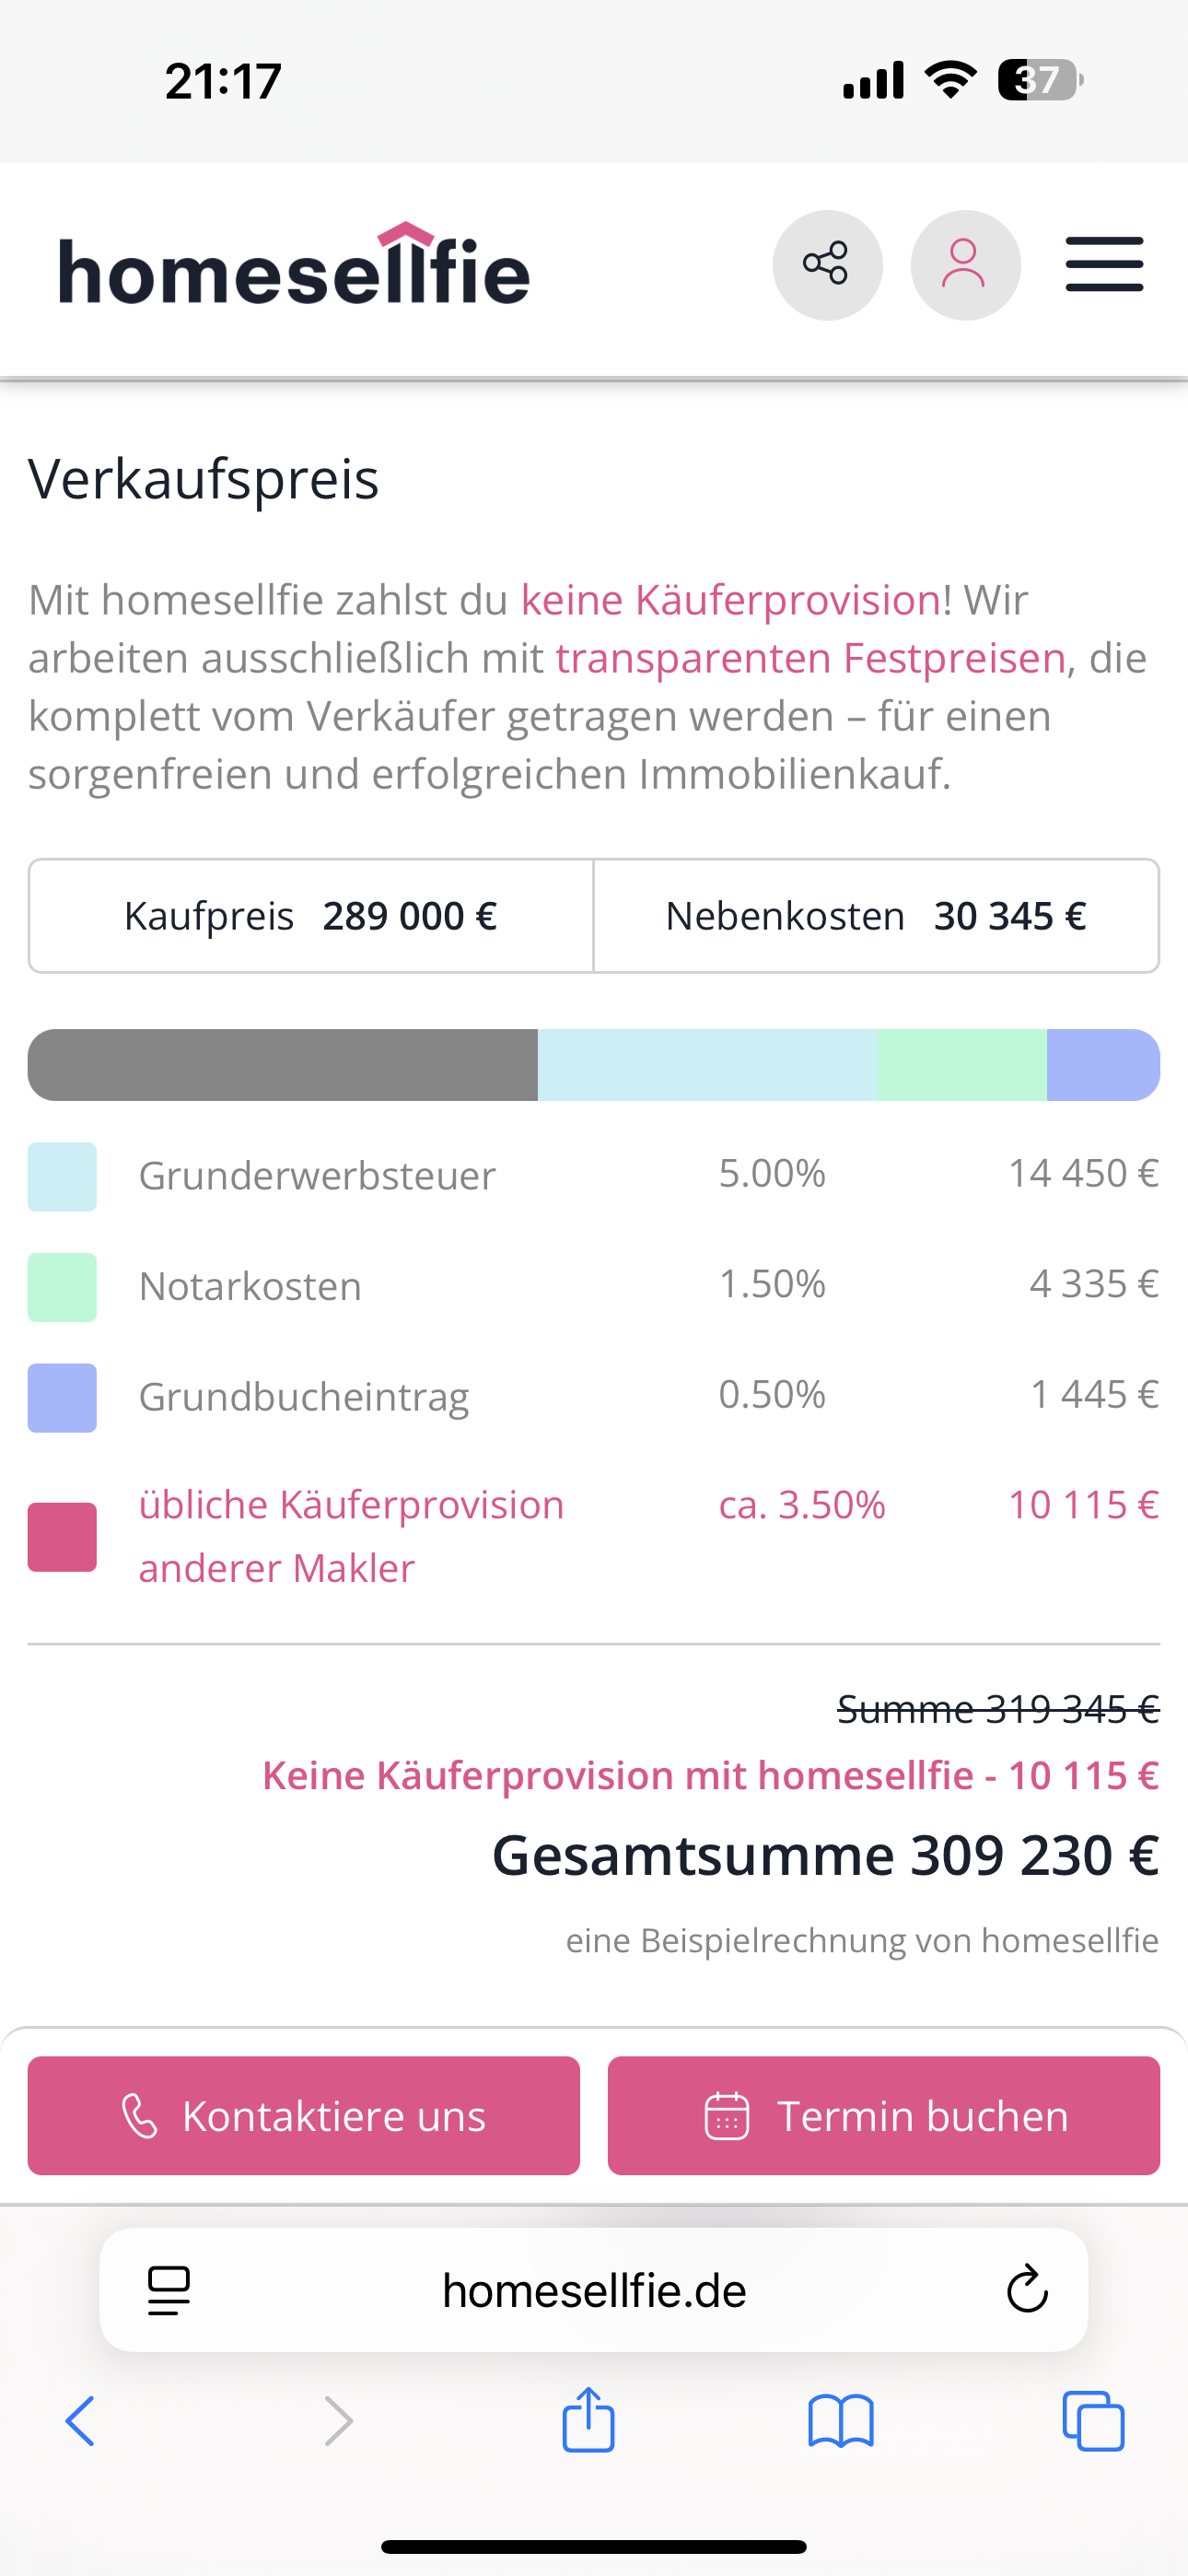 21:17
37
homesellfie
Verkaufspreis
Mit homesellfie zahlst du keine Käuferprovision! Wir
arbeiten ausschließlich mit transparenten Festpreisen, die
komplett vom Verkäufer getragen werden – für einen
sorgenfreien und erfolgreichen Immobilienkauf.
Kaufpreis 289 000 € Nebenkosten 30 345 €
Grunderwerbsteuer 5.00% 14 450 €
Notarkosten 1.50% 4 335 €
Grundbucheintrag 0.50% 1 445 €
übliche Käuferprovision ca. 3.50% 10 115 €
anderer Makler
Summe 319 345 €
Keine Käuferprovision mit homesellfie - 10 115 €
Gesamtsumme 309 230 €
eine Beispielrechnung von homesellfie
Kontaktiere uns Termin buchen
homesellfie.de